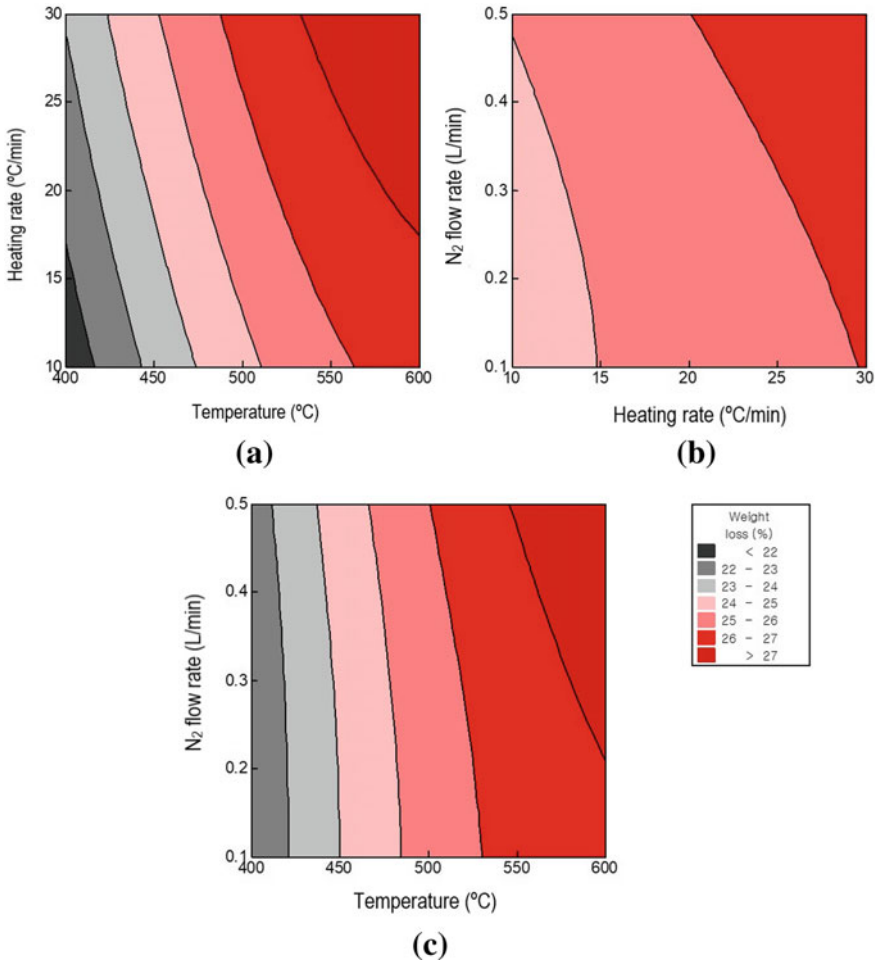 30
25
20
15
10
Heating rate (ºC/min)
400 450 500 550 600
Temperature (ºC)
(a)
0.5
0.4
0.3
0.2
0.1
N₂ flow rate (L/min)
10 15 20 25 30
Heating rate (ºC/min)
(b)
0.5
0.4
0.3
0.2
0.1
N₂ flow rate (L/min)
400 450 500 550 600
Temperature (ºC)
(c)
Weight
loss (%)
< 22
22 - 23
23 - 24
24 - 25
25 - 26
26 - 27
> 27